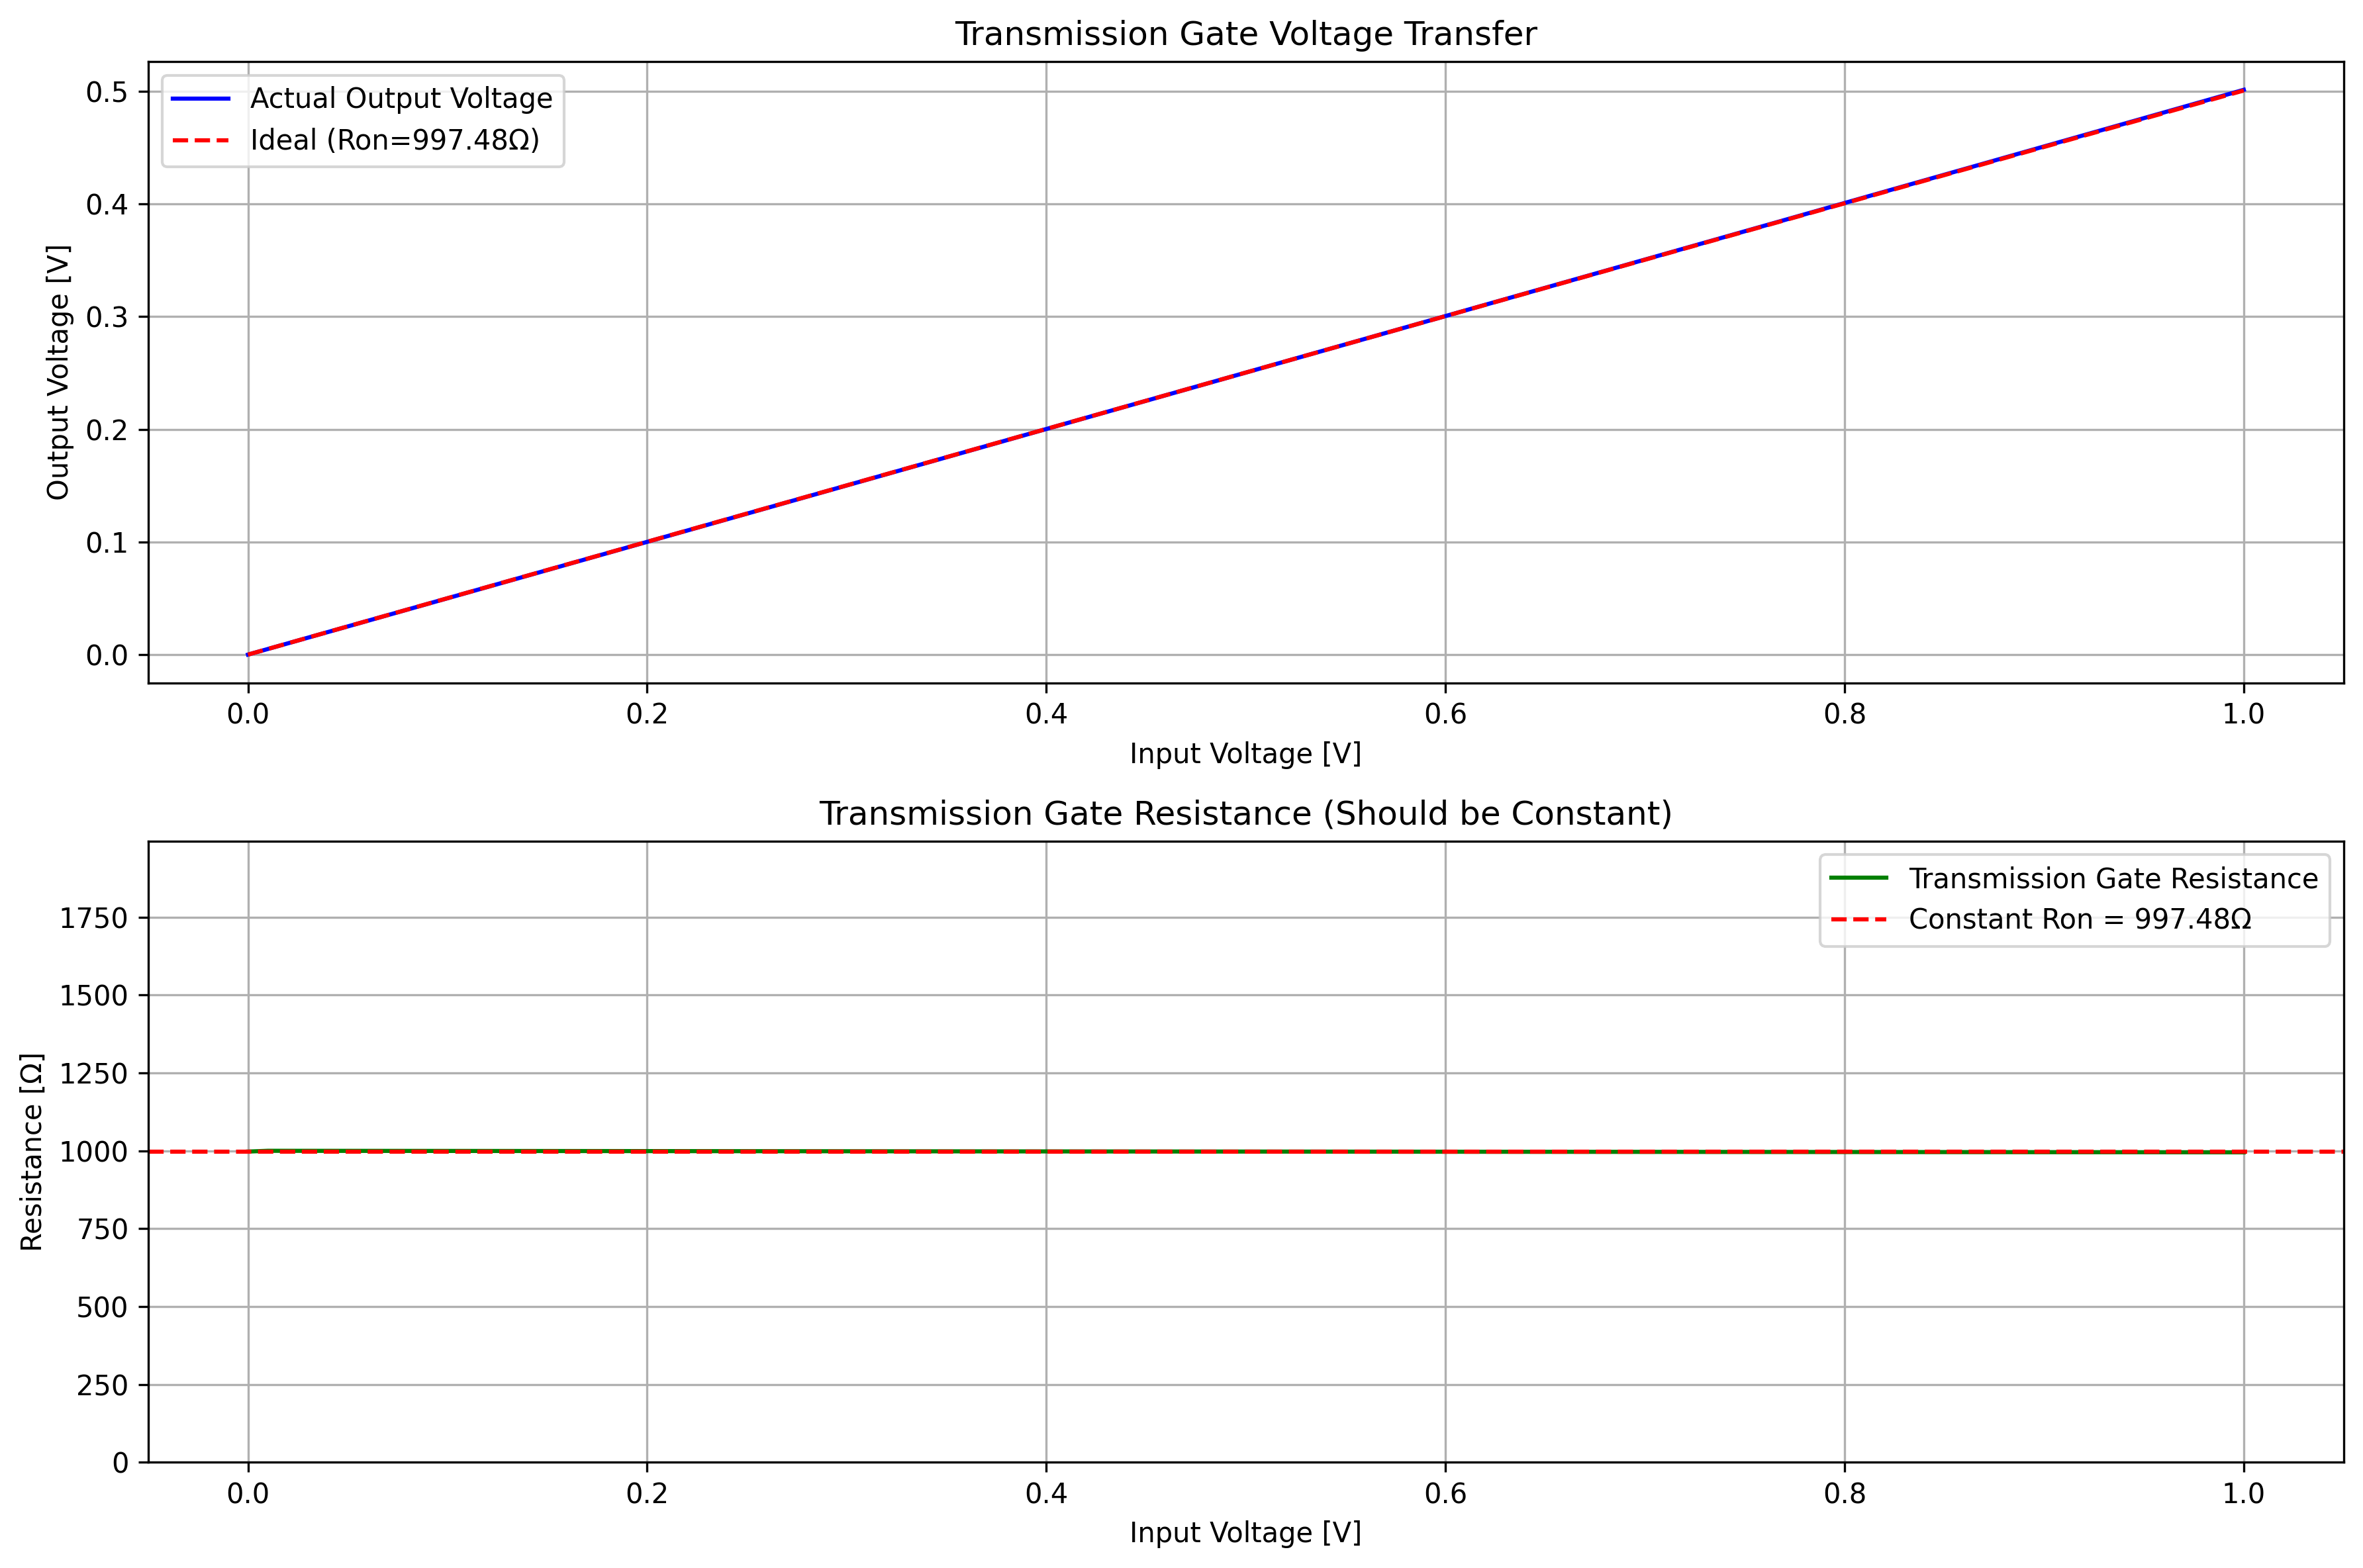 Transmission Gate Voltage Transfer
Actual Output Voltage
Ideal (Ron=997.48Ω)
Output Voltage [V]
0.5
0.4
0.3
0.2
0.1
0.0
0.0 0.2 0.4 0.6 0.8 1.0
Input Voltage [V]
Transmission Gate Resistance (Should be Constant)
Transmission Gate Resistance
Constant Ron = 997.48Ω
Resistance [Ω]
1750
1500
1250
1000
750
500
250
0
0.0 0.2 0.4 0.6 0.8 1.0
Input Voltage [V]